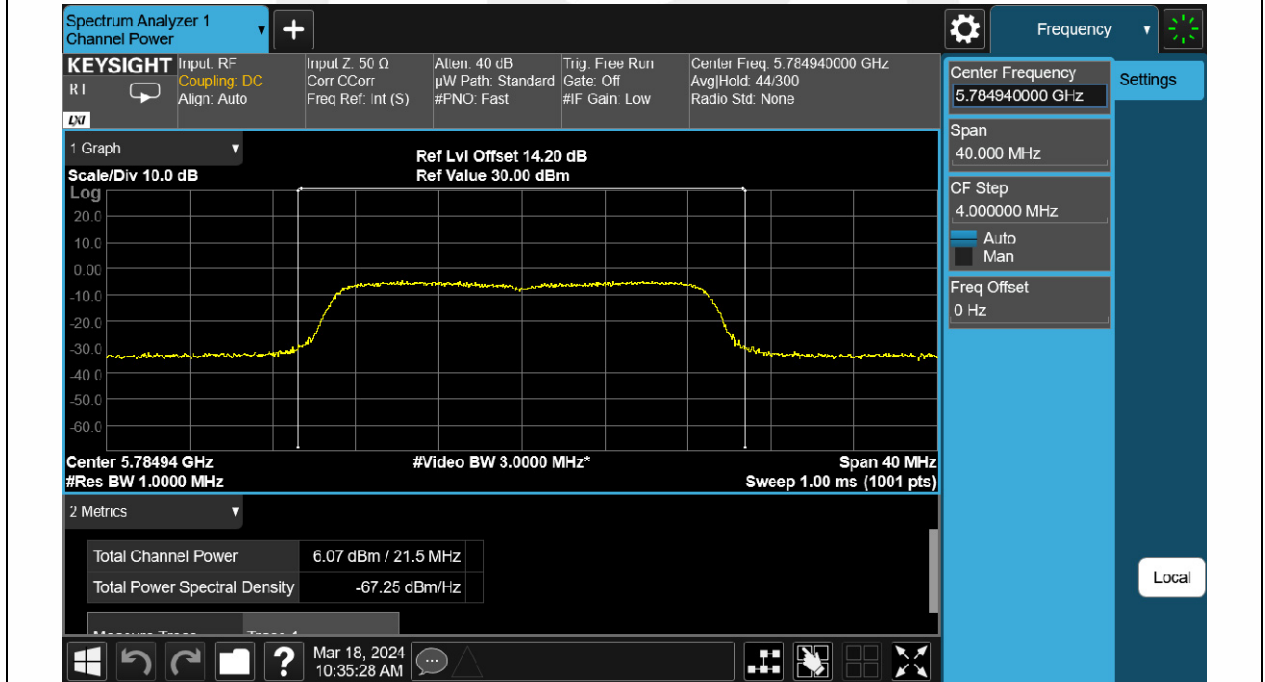 Spectrum Analyzer 1
Channel Power
Frequency
KEYSIGHT
R I
LXI
Input: RF
Coupling: DC
Align: Auto
Input Z: 50 Ω
Corr CCorr
Freq Ref: Int (S)
Atten: 40 dB
µW Path: Standard
#PNO: Fast
Trig: Free Run
Gate: Off
#IF Gain: Low
Center Freq: 5.784940000 GHz
Avg|Hold: 44/300
Radio Std: None
Center Frequency
5.784940000 GHz
Settings
Span
40.000 MHz
CF Step
4.000000 MHz
Auto
Man
Freq Offset
0 Hz
1 Graph
Scale/Div 10.0 dB
Ref Lvl Offset 14.20 dB
Ref Value 30.00 dBm
Log
20.0
10.0
0.00
-10.0
-20.0
-30.0
-40.0
-50.0
-60.0
Center 5.78494 GHz
#Video BW 3.0000 MHz*
Span 40 MHz
#Res BW 1.0000 MHz
Sweep 1.00 ms (1001 pts)
2 Metrics
Total Channel Power 6.07 dBm / 21.5 MHz
Total Power Spectral Density -67.25 dBm/Hz
Local
?
Mar 18, 2024
10:35:28 AM